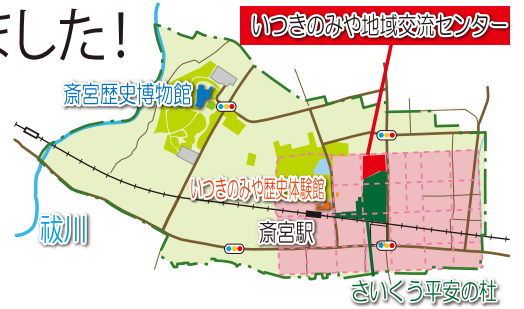 ました!
いつきのみや地域交流センター
斎宮歴史博物館
いつきのみや歴史体験館
祓川
斎宮駅
さいくう平安の杜